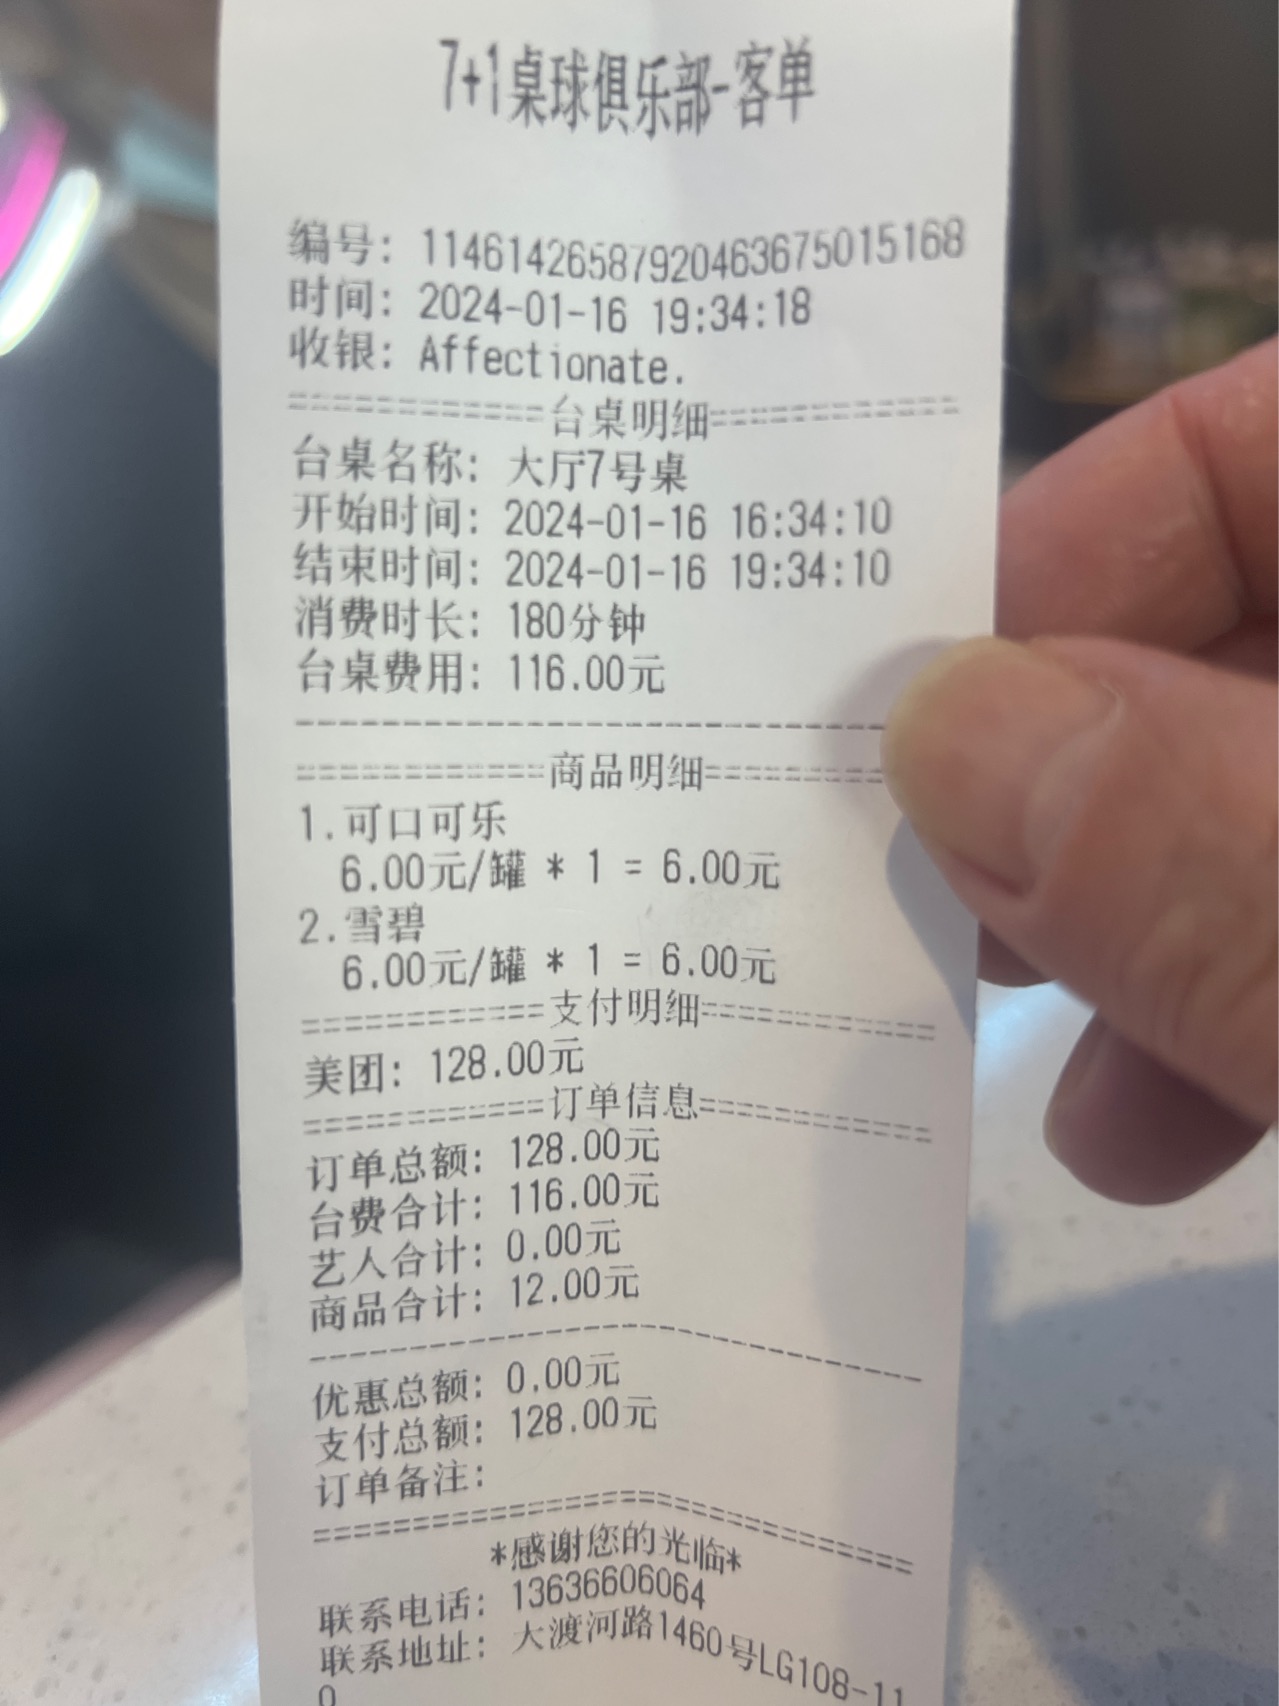 7+1桌球俱乐部-客单
编号: 1146142658792046367501​5168
时间: 2024-01-16 19:34:18
收银: Affectionate.
============台桌明细============
台桌名称: 大厅7号桌
开始时间: 2024-01-16 16:34:10
结束时间: 2024-01-16 19:34:10
消费时长: 180分钟
台桌费用: 116.00元
--------------------------------
============商品明细============
1.可口可乐
6.00元/罐 * 1 = 6.00元
2.雪碧
6.00元/罐 * 1 = 6.00元
============支付明细============
美团: 128.00元
============订单信息============
订单总额: 128.00元
台费合计: 116.00元
艺人合计: 0.00元
商品合计: 12.00元
--------------------------------
优惠总额: 0.00元
支付总额: 128.00元
订单备注:
================================
*感谢您的光临*
联系电话: 13636606064
联系地址: 大渡河路1460号LG108-11
0